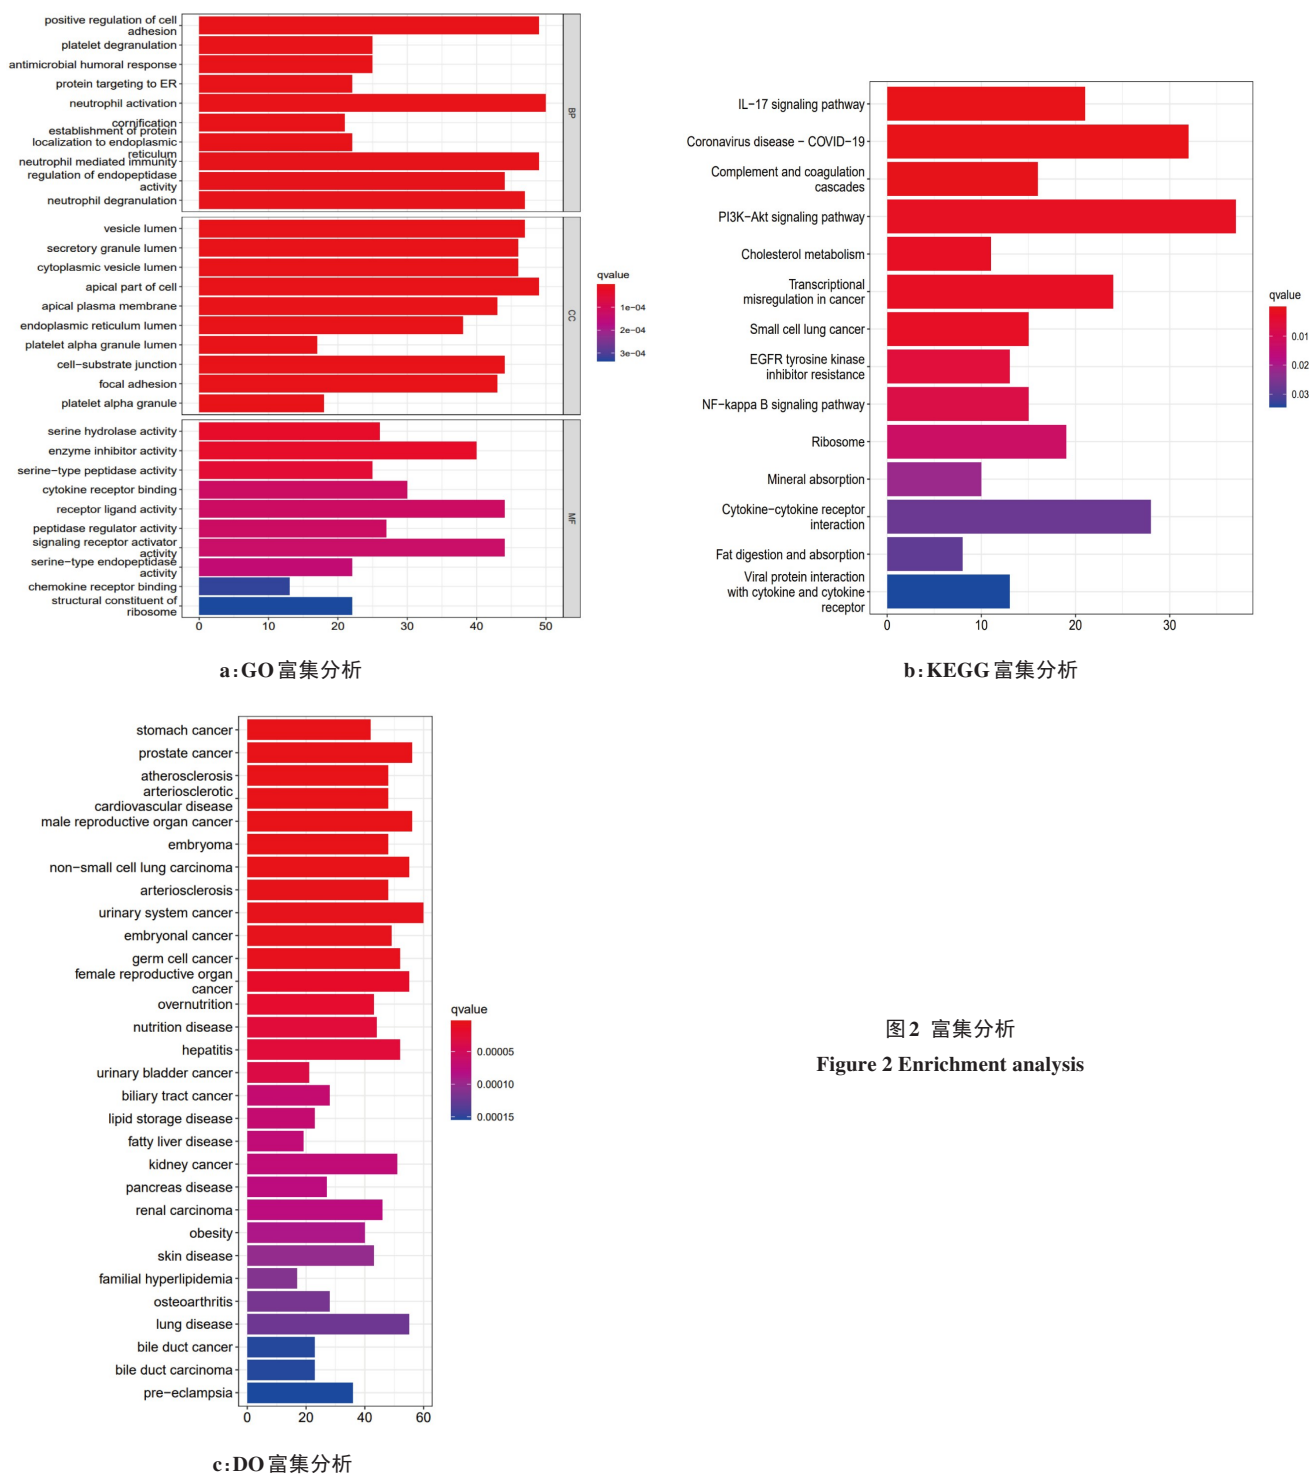 positive regulation of cell
adhesion
platelet degranulation
antimicrobial humoral response
protein targeting to ER
neutrophil activation
cornification
establishment of protein
localization to endoplasmic
reticulum
neutrophil mediated immunity
regulation of endopeptidase
activity
neutrophil degranulation
BP
vesicle lumen
secretory granule lumen
cytoplasmic vesicle lumen
apical part of cell
apical plasma membrane
endoplasmic reticulum lumen
platelet alpha granule lumen
cell−substrate junction
focal adhesion
platelet alpha granule
CC
serine hydrolase activity
enzyme inhibitor activity
serine−type peptidase activity
cytokine receptor binding
receptor ligand activity
peptidase regulator activity
signaling receptor activator
activity
serine−type endopeptidase
activity
chemokine receptor binding
structural constituent of
ribosome
MF
0 10 20 30 40 50
qvalue
1e−04
2e−04
3e−04
a:GO富集分析
IL−17 signaling pathway
Coronavirus disease − COVID−19
Complement and coagulation
cascades
PI3K−Akt signaling pathway
Cholesterol metabolism
Transcriptional
misregulation in cancer
Small cell lung cancer
EGFR tyrosine kinase
inhibitor resistance
NF−kappa B signaling pathway
Ribosome
Mineral absorption
Cytokine−cytokine receptor
interaction
Fat digestion and absorption
Viral protein interaction
with cytokine and cytokine
receptor
0 10 20 30
qvalue
0.01
0.02
0.03
b:KEGG富集分析
stomach cancer
prostate cancer
atherosclerosis
arteriosclerotic
cardiovascular disease
male reproductive organ cancer
embryoma
non−small cell lung carcinoma
arteriosclerosis
urinary system cancer
embryonal cancer
germ cell cancer
female reproductive organ
cancer
overnutrition
nutrition disease
hepatitis
urinary bladder cancer
biliary tract cancer
lipid storage disease
fatty liver disease
kidney cancer
pancreas disease
renal carcinoma
obesity
skin disease
familial hyperlipidemia
osteoarthritis
lung disease
bile duct cancer
bile duct carcinoma
pre−eclampsia
0 20 40 60
qvalue
0.00005
0.00010
0.00015
c:DO富集分析
图2 富集分析
Figure 2 Enrichment analysis